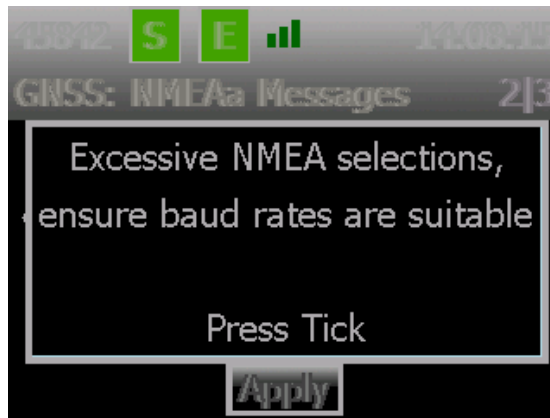 45842 S E 14:08:15
GNSS: NMEAa Messages 2|3
Excessive NMEA selections,
ensure baud rates are suitable
Press Tick
Apply